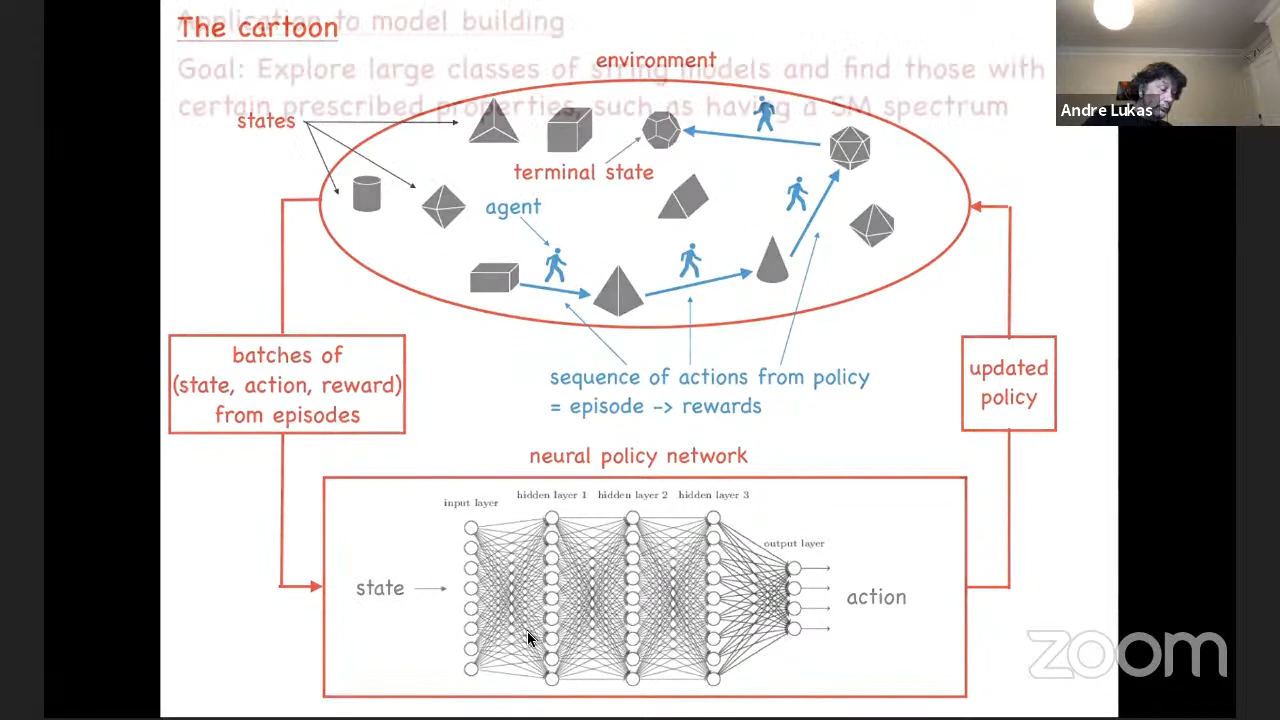 Application to model building
The cartoon
Goal: Explore large classes of string models and find those with
certain prescribed properties, such as having a SM spectrum
environment
states
terminal state
agent
batches of
(state, action, reward)
from episodes
sequence of actions from policy
= episode -> rewards
updated
policy
neural policy network
input layer
hidden layer 1
hidden layer 2
hidden layer 3
output layer
state
action
Andre Lukas
zoom